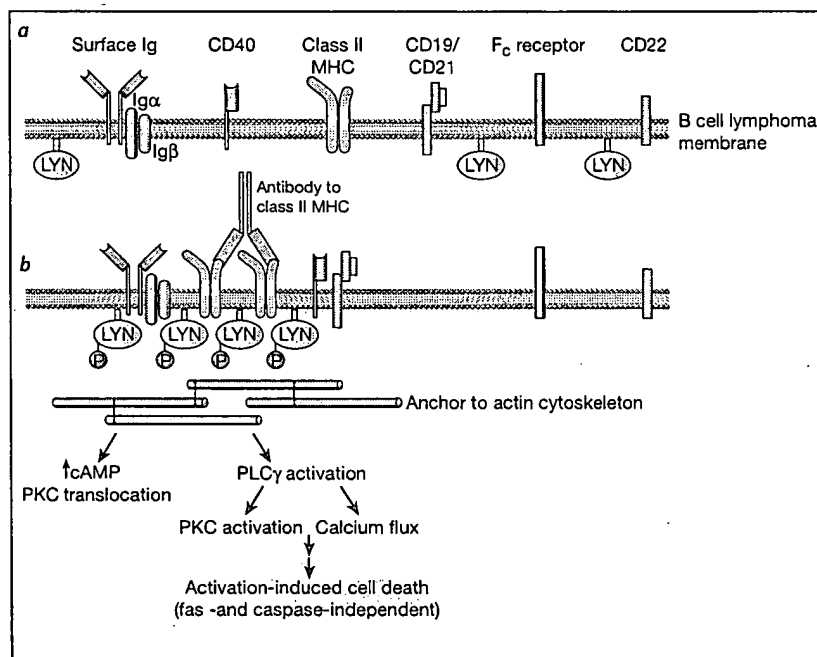 a
Surface Ig
CD40
Class II
MHC
CD19/
CD21
Fc receptor
CD22
Igα
Igβ
LYN
LYN
LYN
B cell lymphoma
membrane
Antibody to
class II MHC
b
LYN
LYN
LYN
LYN
P
P
P
P
Anchor to actin cytoskeleton
↑cAMP
PKC translocation
PLCγ activation
PKC activation
Calcium flux
Activation-induced cell death
(fas -and caspase-independent)